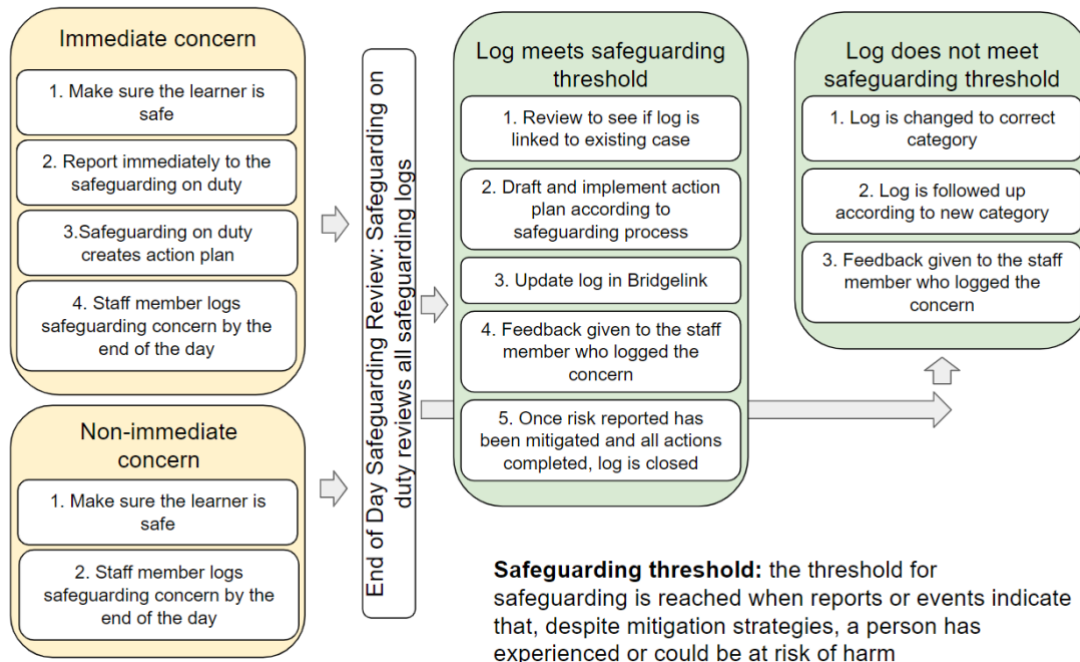 Immediate concern
1. Make sure the learner is
safe
2. Report immediately to the
safeguarding on duty
3.Safeguarding on duty
creates action plan
4. Staff member logs
safeguarding concern by the
end of the day
Non-immediate
concern
1. Make sure the learner is
safe
2. Staff member logs
safeguarding concern by the
end of the day
End of Day Safeguarding Review: Safeguarding on
duty reviews all safeguarding logs
Log meets safeguarding
threshold
1. Review to see if log is
linked to existing case
2. Draft and implement action
plan according to
safeguarding process
3. Update log in Bridgelink
4. Feedback given to the staff
member who logged the
concern
5. Once risk reported has
been mitigated and all actions
completed, log is closed
Log does not meet
safeguarding threshold
1. Log is changed to correct
category
2. Log is followed up
according to new category
3. Feedback given to the staff
member who logged the
concern
Safeguarding threshold: the threshold for
safeguarding is reached when reports or events indicate
that, despite mitigation strategies, a person has
experienced or could be at risk of harm